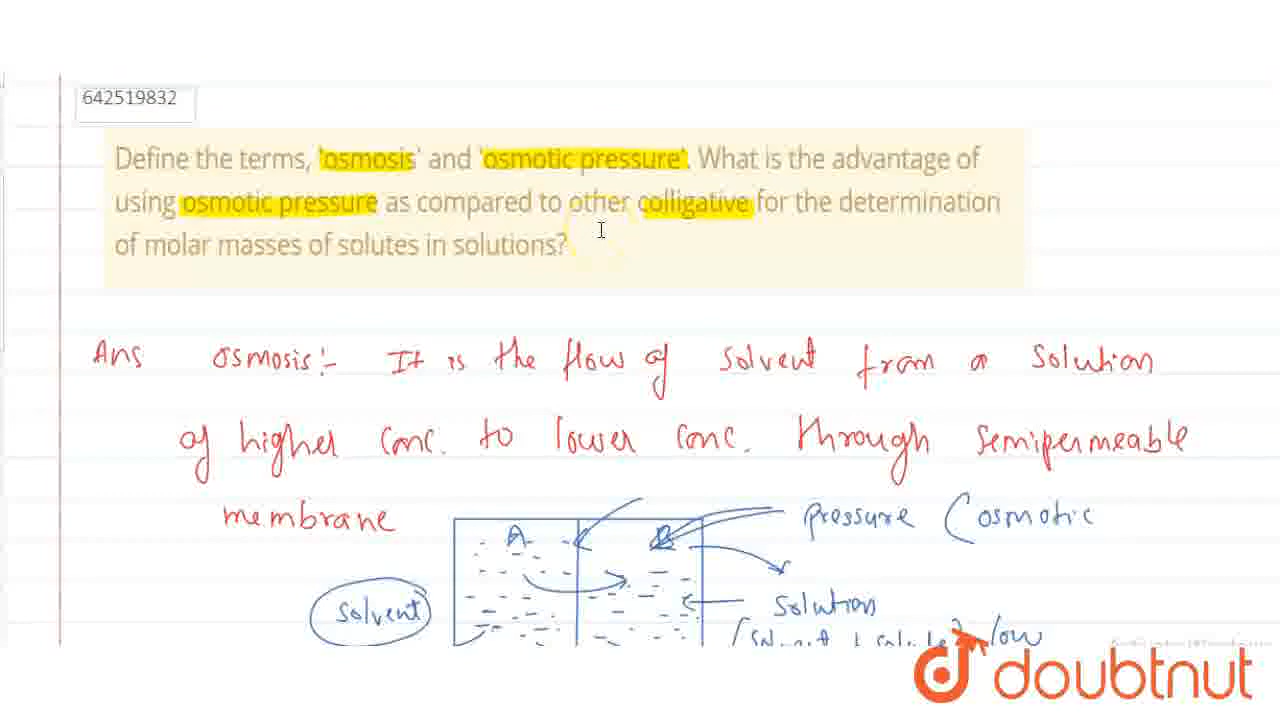 642519832
Define the terms, 'osmosis' and 'osmotic pressure'. What is the advantage of
using osmotic pressure as compared to other colligative for the determination
of molar masses of solutes in solutions?
Ans osmosis:- It is the flow of solvent from a solution
of higher conc. to lower conc. through semipermeable
membrane
A B pressure (osmotic
solvent solution
low
doubtnut